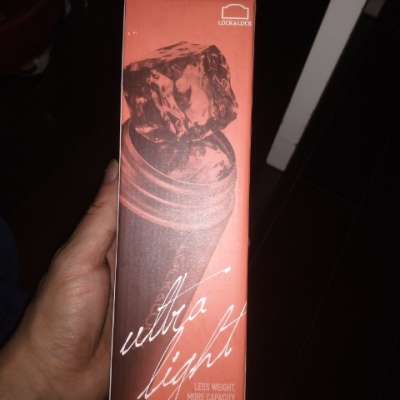 LOCK&LOCK
ultra
light
LESS WEIGHT,
MORE CAPACITY